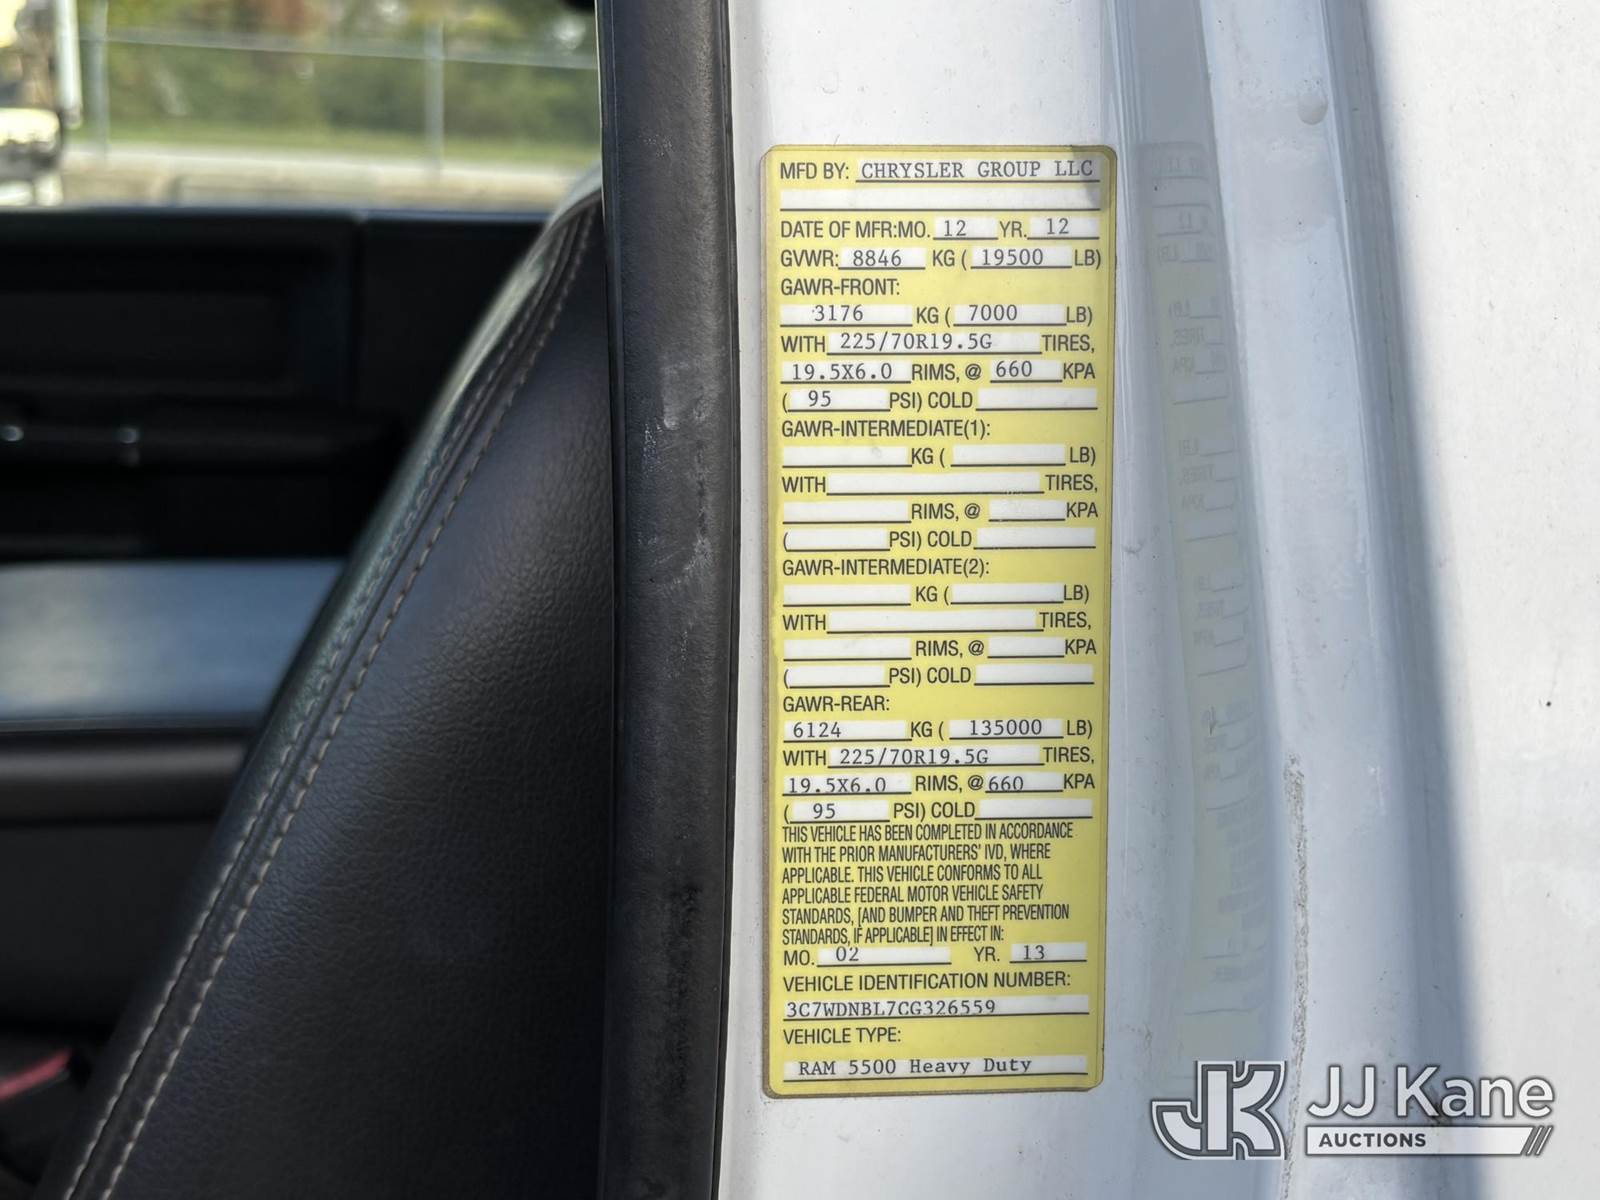 MFD BY: CHRYSLER GROUP LLC
DATE OF MFR:MO. 12 YR. 12
GVWR: 8846 KG ( 19500 LB)
GAWR-FRONT:
3176 KG ( 7000 LB)
WITH 225/70R19.5G TIRES,
19.5X6.0 RIMS, @ 660 KPA
( 95 PSI) COLD
GAWR-INTERMEDIATE(1):
KG ( LB)
WITH TIRES,
RIMS, @ KPA
( PSI) COLD
GAWR-INTERMEDIATE(2):
KG ( LB)
WITH TIRES,
RIMS, @ KPA
( PSI) COLD
GAWR-REAR:
6124 KG ( 135000 LB)
WITH 225/70R19.5G TIRES,
19.5X6.0 RIMS, @ 660 KPA
( 95 PSI) COLD
THIS VEHICLE HAS BEEN COMPLETED IN ACCORDANCE
WITH THE PRIOR MANUFACTURERS' IVD, WHERE
APPLICABLE. THIS VEHICLE CONFORMS TO ALL
APPLICABLE FEDERAL MOTOR VEHICLE SAFETY
STANDARDS, [AND BUMPER AND THEFT PREVENTION
STANDARDS, IF APPLICABLE] IN EFFECT IN:
MO. 02 YR. 13
VEHICLE IDENTIFICATION NUMBER:
3C7WDNBL7CG326559
VEHICLE TYPE:
RAM 5500 Heavy Duty
JK JJ Kane
AUCTIONS